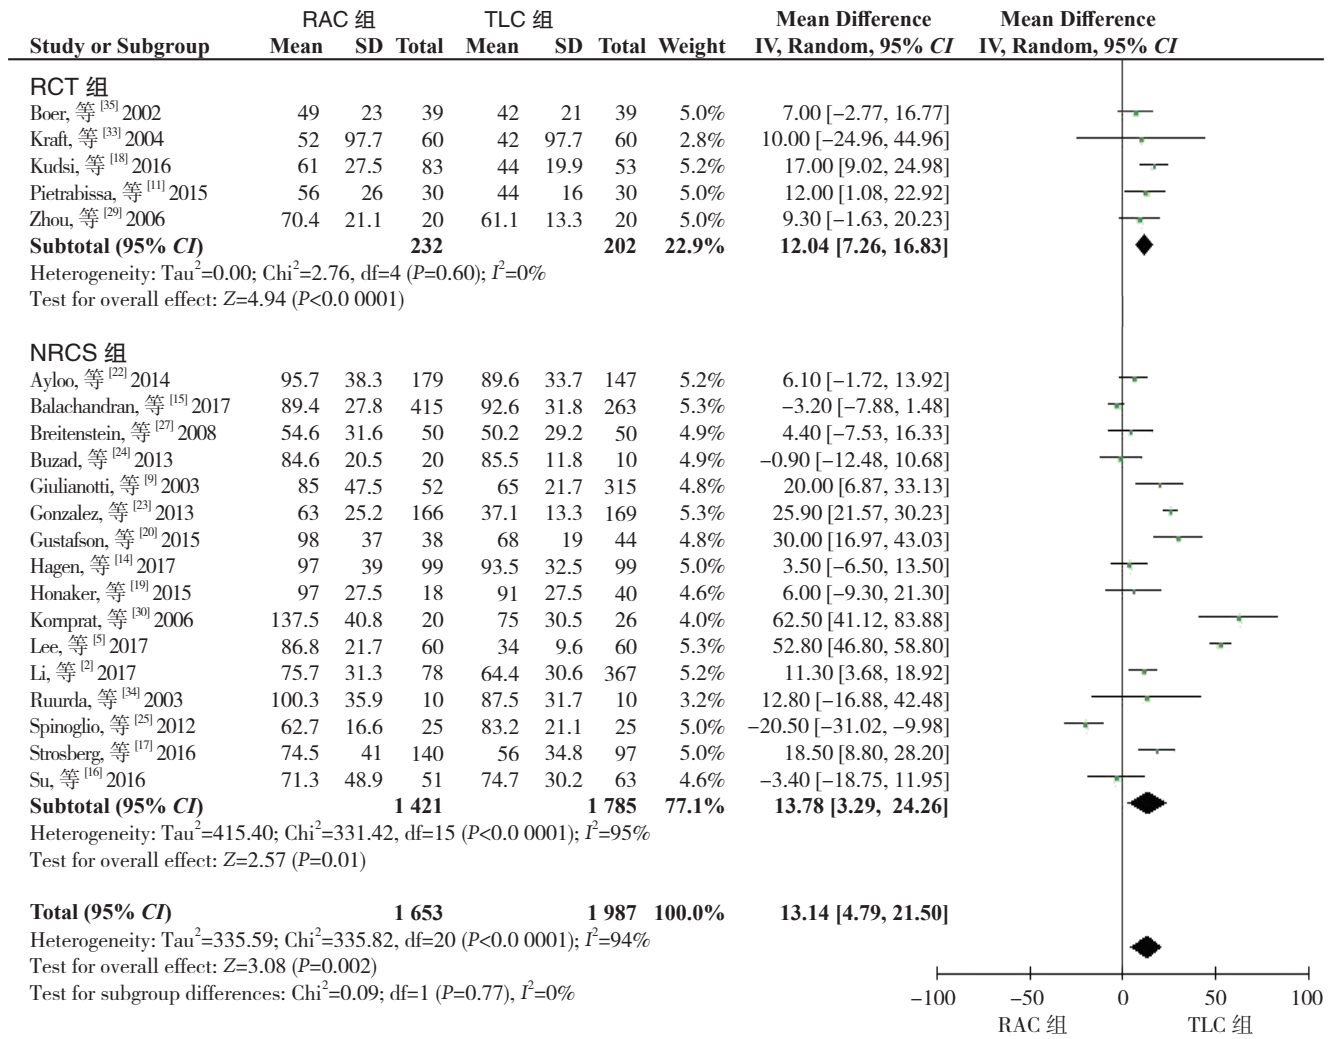 RAC 组 TLC 组 Mean Difference Mean Difference
Study or Subgroup Mean SD Total Mean SD Total Weight IV, Random, 95% CI IV, Random, 95% CI
RCT 组
Boer, 等 [35] 2002 49 23 39 42 21 39 5.0% 7.00 [−2.77, 16.77]
Kraft, 等 [33] 2004 52 97.7 60 42 97.7 60 2.8% 10.00 [−24.96, 44.96]
Kudsi, 等 [18] 2016 61 27.5 83 44 19.9 53 5.2% 17.00 [9.02, 24.98]
Pietrabissa, 等 [11] 2015 56 26 30 44 16 30 5.0% 12.00 [1.08, 22.92]
Zhou, 等 [29] 2006 70.4 21.1 20 61.1 13.3 20 5.0% 9.30 [−1.63, 20.23]
Subtotal (95% CI) 232 202 22.9% 12.04 [7.26, 16.83]
Heterogeneity: Tau²=0.00; Chi²=2.76, df=4 (P=0.60); I²=0%
Test for overall effect: Z=4.94 (P<0.0 0001)
NRCS 组
Ayloo, 等 [22] 2014 95.7 38.3 179 89.6 33.7 147 5.2% 6.10 [−1.72, 13.92]
Balachandran, 等 [15] 2017 89.4 27.8 415 92.6 31.8 263 5.3% −3.20 [−7.88, 1.48]
Breitenstein, 等 [27] 2008 54.6 31.6 50 50.2 29.2 50 4.9% 4.40 [−7.53, 16.33]
Buzad, 等 [24] 2013 84.6 20.5 20 85.5 11.8 10 4.9% −0.90 [−12.48, 10.68]
Giulianotti, 等 [9] 2003 85 47.5 52 65 21.7 315 4.8% 20.00 [6.87, 33.13]
Gonzalez, 等 [23] 2013 63 25.2 166 37.1 13.3 169 5.3% 25.90 [21.57, 30.23]
Gustafson, 等 [20] 2015 98 37 38 68 19 44 4.8% 30.00 [16.97, 43.03]
Hagen, 等 [14] 2017 97 39 99 93.5 32.5 99 5.0% 3.50 [−6.50, 13.50]
Honaker, 等 [19] 2015 97 27.5 18 91 27.5 40 4.6% 6.00 [−9.30, 21.30]
Kornprat, 等 [30] 2006 137.5 40.8 20 75 30.5 26 4.0% 62.50 [41.12, 83.88]
Lee, 等 [5] 2017 86.8 21.7 60 34 9.6 60 5.3% 52.80 [46.80, 58.80]
Li, 等 [2] 2017 75.7 31.3 78 64.4 30.6 367 5.2% 11.30 [3.68, 18.92]
Ruurda, 等 [34] 2003 100.3 35.9 10 87.5 31.7 10 3.2% 12.80 [−16.88, 42.48]
Spinoglio, 等 [25] 2012 62.7 16.6 25 83.2 21.1 25 5.0% −20.50 [−31.02, −9.98]
Strosberg, 等 [17] 2016 74.5 41 140 56 34.8 97 5.0% 18.50 [8.80, 28.20]
Su, 等 [16] 2016 71.3 48.9 51 74.7 30.2 63 4.6% −3.40 [−18.75, 11.95]
Subtotal (95% CI) 1 421 1 785 77.1% 13.78 [3.29, 24.26]
Heterogeneity: Tau²=415.40; Chi²=331.42, df=15 (P<0.0 0001); I²=95%
Test for overall effect: Z=2.57 (P=0.01)
Total (95% CI) 1 653 1 987 100.0% 13.14 [4.79, 21.50]
Heterogeneity: Tau²=335.59; Chi²=335.82, df=20 (P<0.0 0001); I²=94%
Test for overall effect: Z=3.08 (P=0.002)
Test for subgroup differences: Chi²=0.09; df=1 (P=0.77), I²=0%
−100 −50 0 50 100
RAC 组 TLC 组